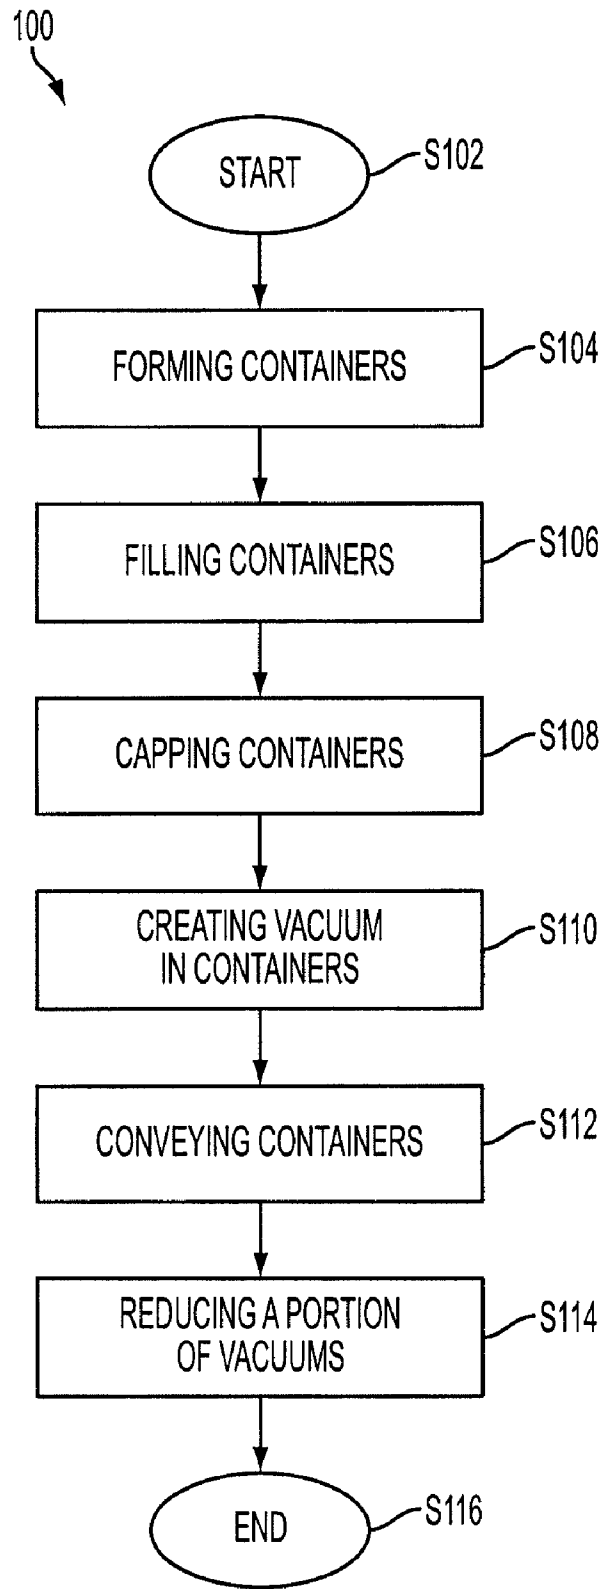 100
START
S102
FORMING CONTAINERS
S104
FILLING CONTAINERS
S106
CAPPING CONTAINERS
S108
CREATING VACUUM
IN CONTAINERS
S110
CONVEYING CONTAINERS
S112
REDUCING A PORTION
OF VACUUMS
S114
END
S116